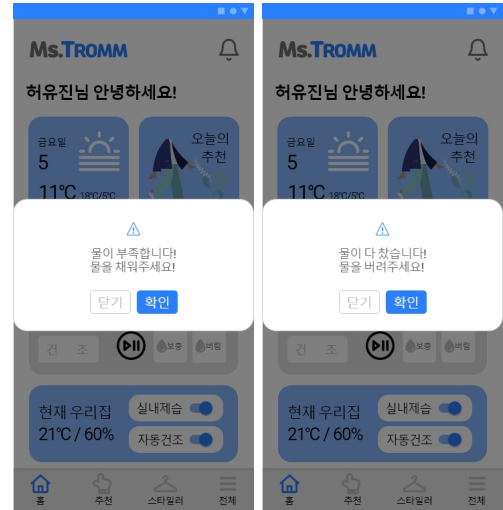 Ms.TROMM
허유진님 안녕하세요!
금요일
5
11℃ 18℃/5℃
오늘의
추천
물이 부족합니다!
물을 채워주세요!
닫기
확인
건 조
보충
버림
현재 우리집
21℃ / 60%
실내제습
자동건조
홈
추천
스타일러
전체
Ms.TROMM
허유진님 안녕하세요!
금요일
5
11℃ 18℃/5℃
오늘의
추천
물이 다 찼습니다!
물을 버려주세요!
닫기
확인
건 조
보충
버림
현재 우리집
21℃ / 60%
실내제습
자동건조
홈
추천
스타일러
전체